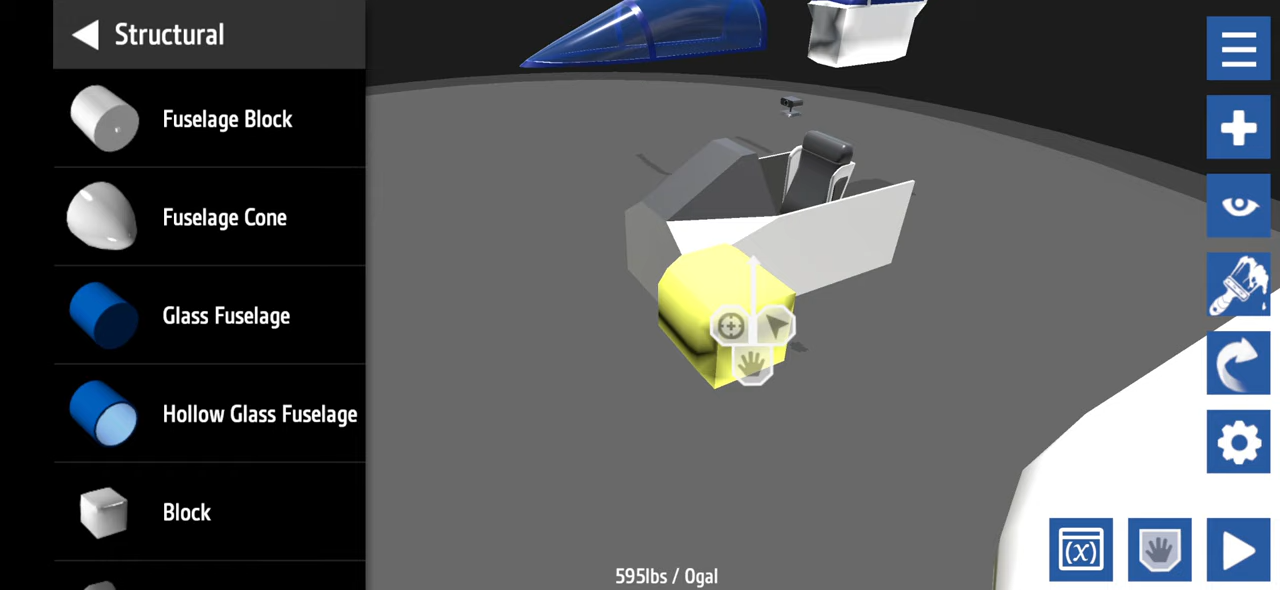 Structural
Fuselage Block
Fuselage Cone
Glass Fuselage
Hollow Glass Fuselage
Block
(x)
595lbs / 0gal